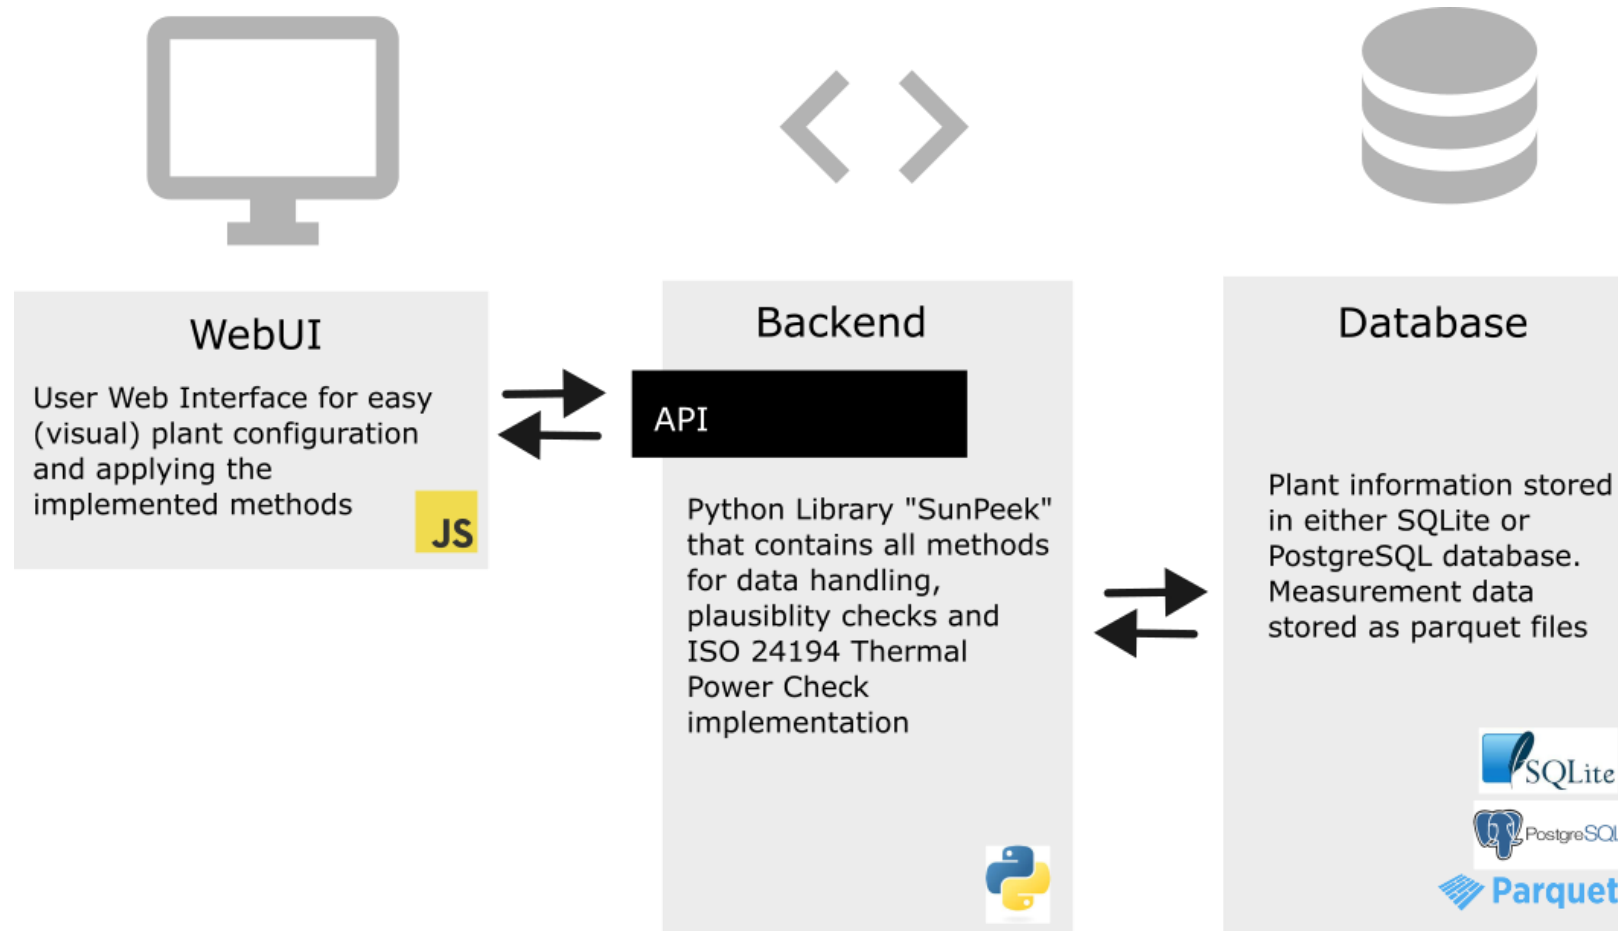 WebUI
User Web Interface for easy
(visual) plant configuration
and applying the
implemented methods
JS
Backend
API
Python Library "SunPeek"
that contains all methods
for data handling,
plausiblity checks and
ISO 24194 Thermal
Power Check
implementation
Database
Plant information stored
in either SQLite or
PostgreSQL database.
Measurement data
stored as parquet files
SQLite
PostgreSQL
Parquet